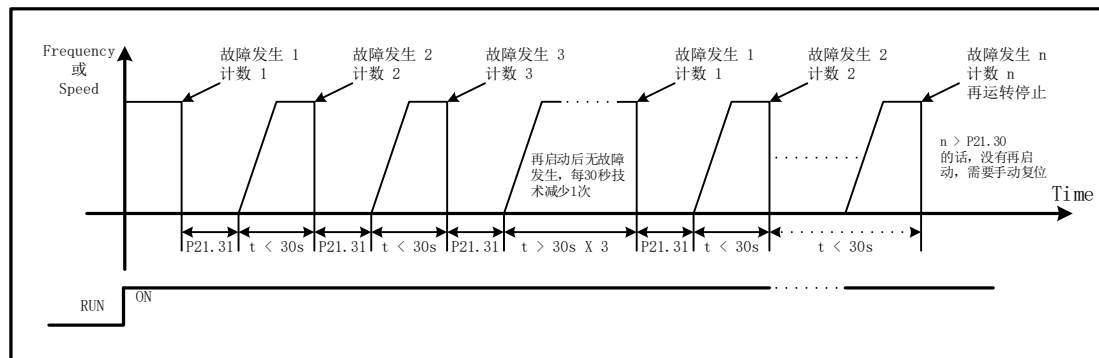 Frequency
或
Speed
故障发生 1
计数 1
故障发生 2
计数 2
故障发生 3
计数 3
故障发生 1
计数 1
故障发生 2
计数 2
故障发生 n
计数 n
再运转停止
再启动后无故障
发生，每30秒技
术减少1次
n > P21.30
的话，没有再启
动，需要手动复位
Time
P21.31
t < 30s
P21.31
t < 30s
P21.31
t > 30s X 3
P21.31
t < 30s
t < 30s
RUN
ON